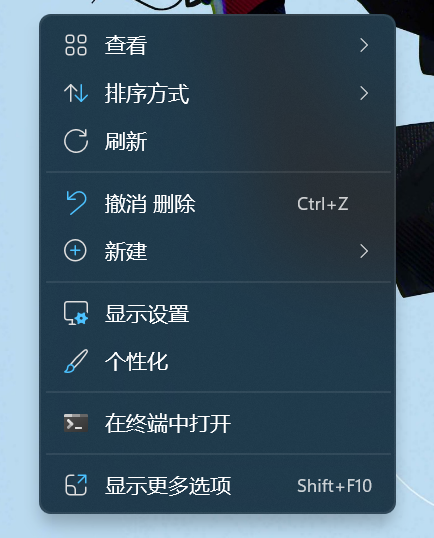 查看
排序方式
刷新
撤消 删除 Ctrl+Z
新建
显示设置
个性化
在终端中打开
显示更多选项 Shift+F10